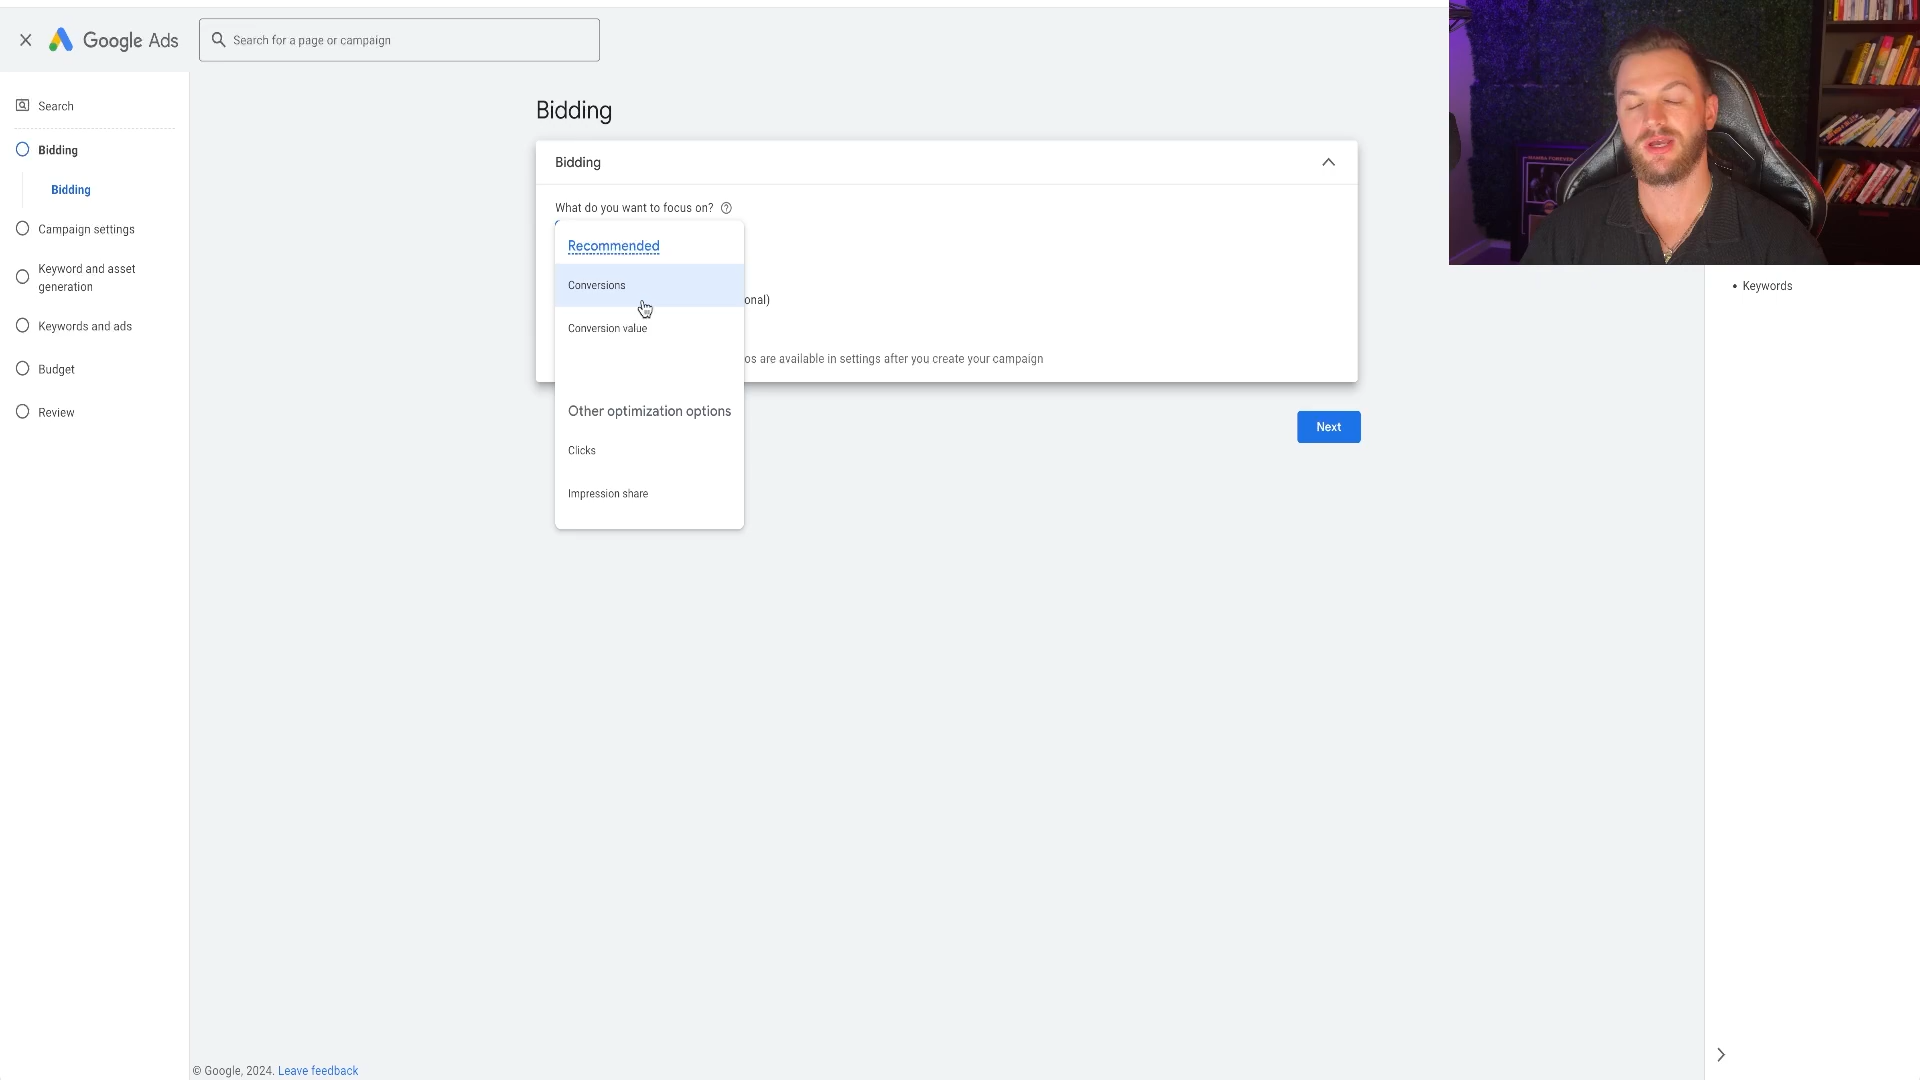 Google Ads
Search for a page or campaign
Search
Bidding
Bidding
Campaign settings
Keyword and asset
generation
Keywords and ads
Budget
Review
Bidding
Bidding
What do you want to focus on?
Recommended
Conversions
onal)
Conversion value
os are available in settings after you create your campaign
Other optimization options
Clicks
Impression share
Next
• Keywords
MAMBA FOREVER
© Google, 2024. Leave feedback